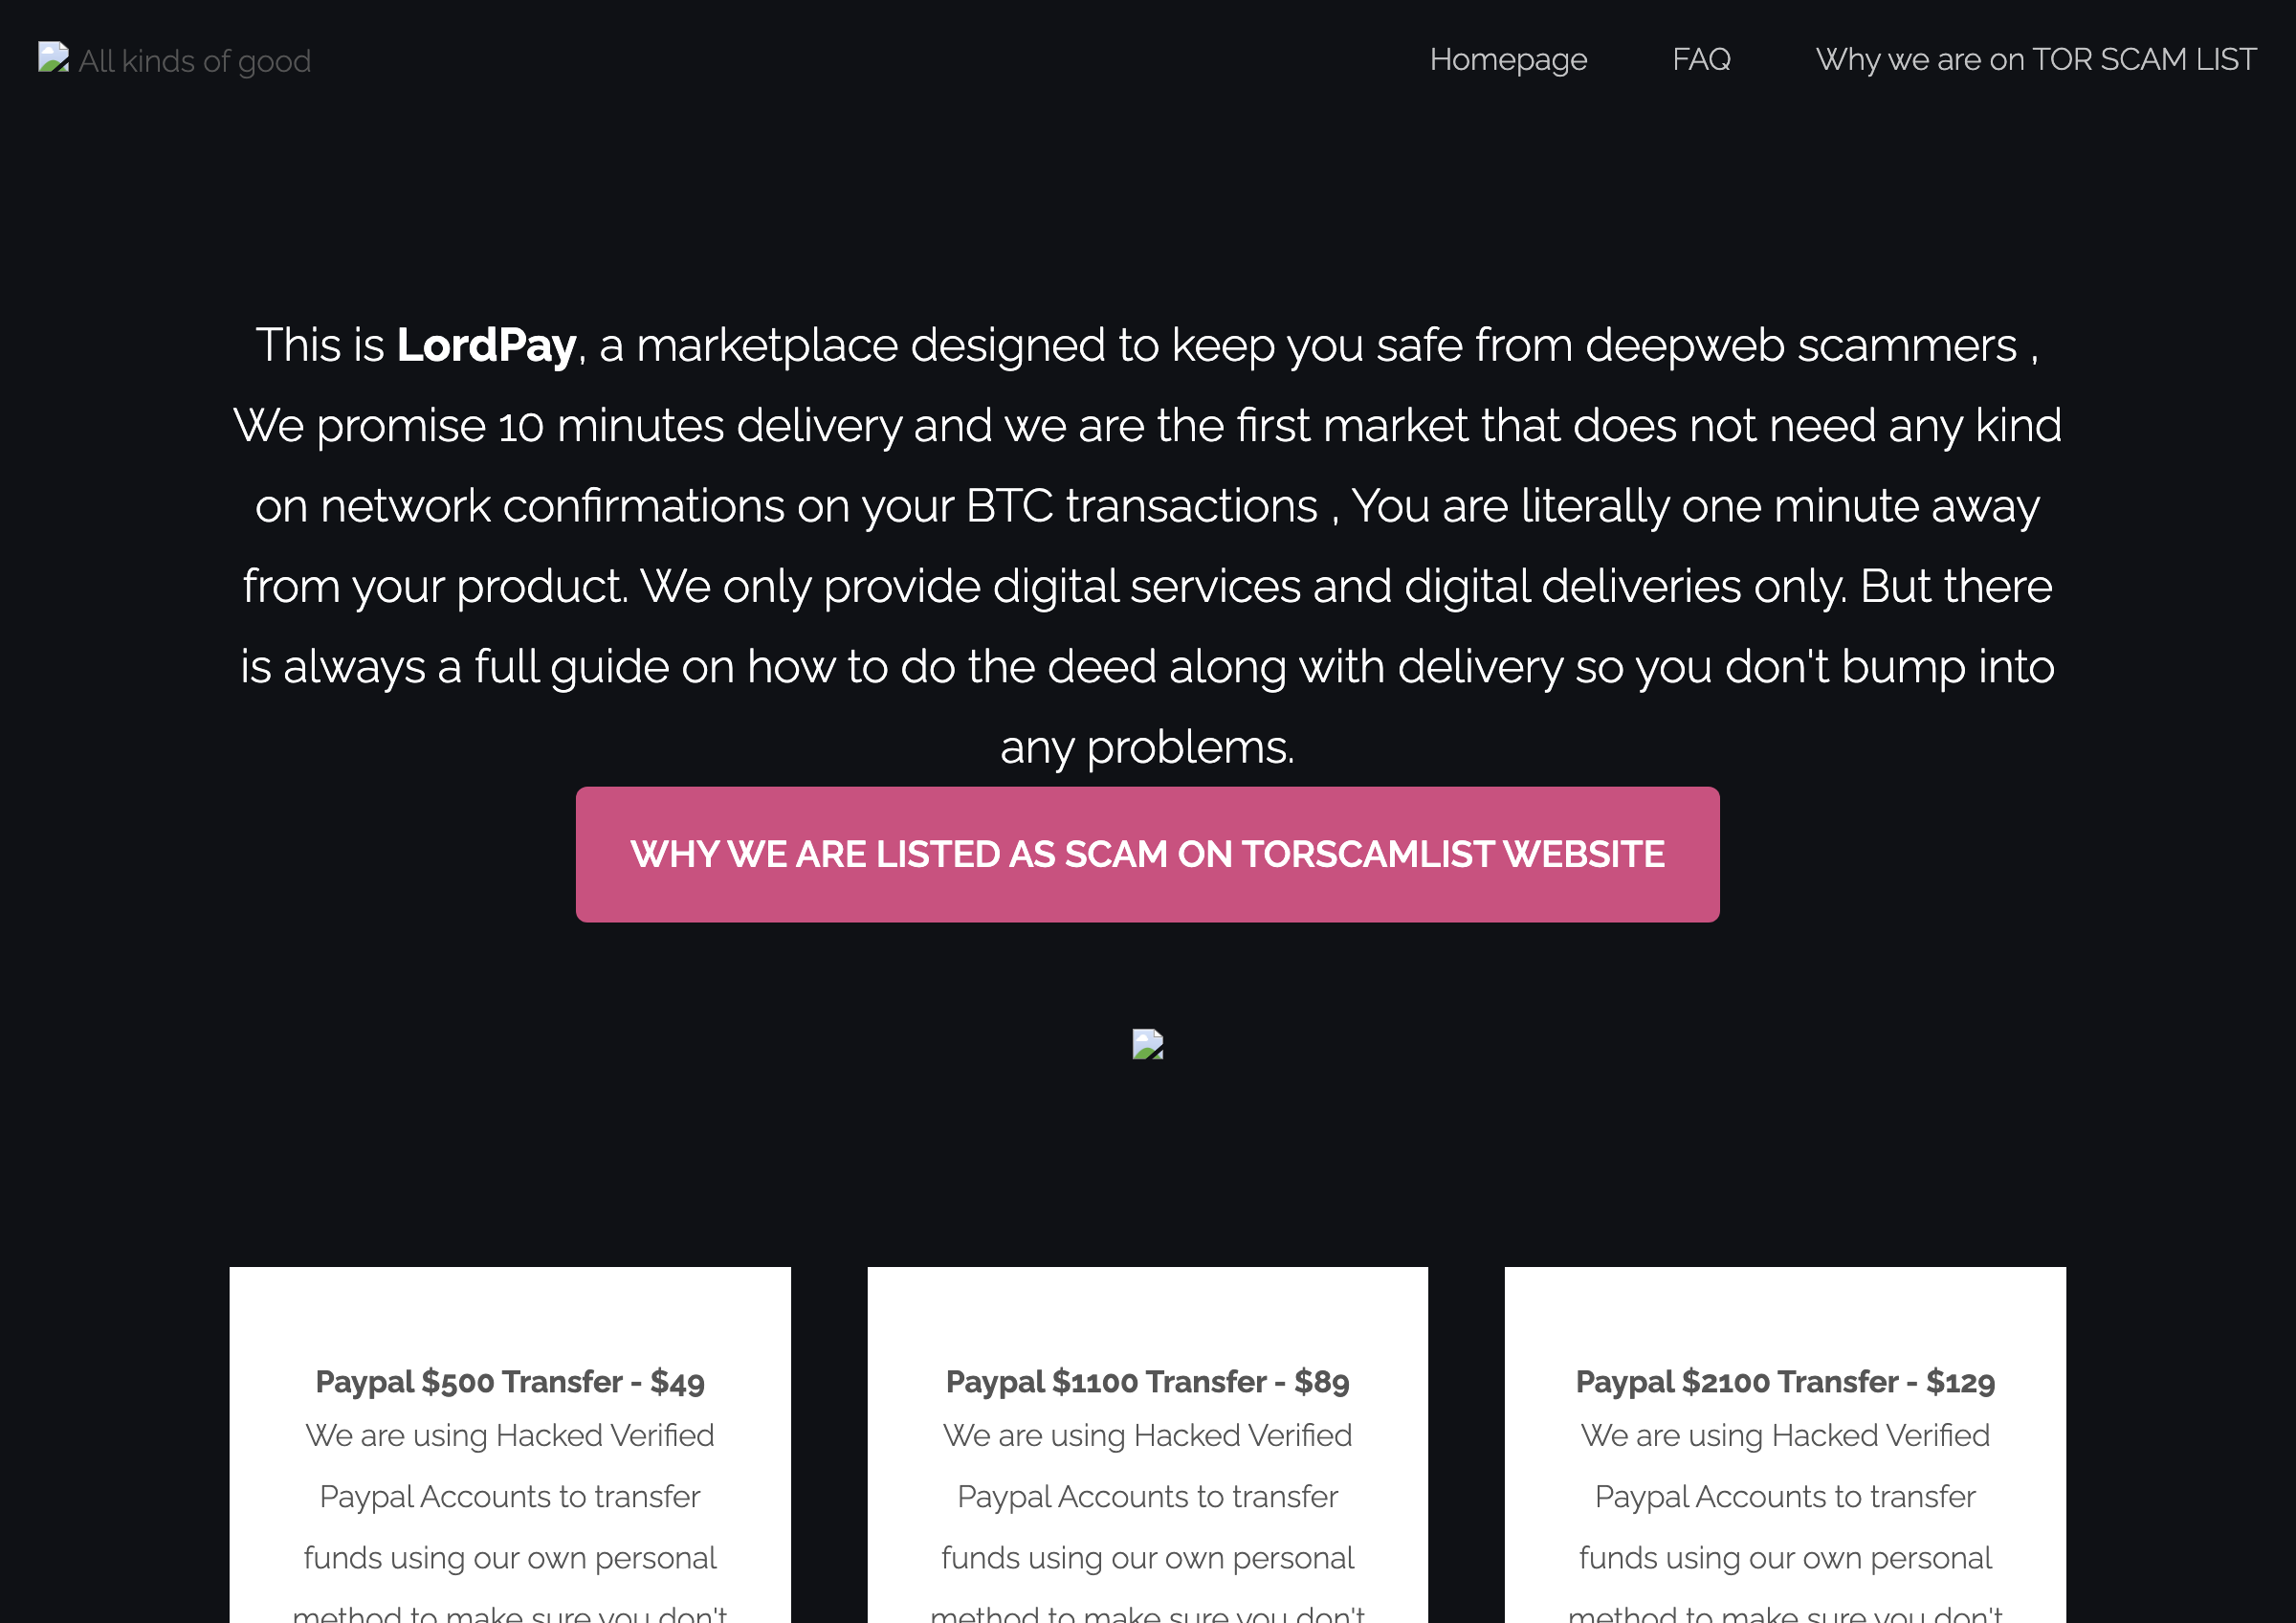 All kinds of good
Homepage
FAQ
Why we are on TOR SCAM LIST
This is LordPay, a marketplace designed to keep you safe from deepweb scammers ,
We promise 10 minutes delivery and we are the first market that does not need any kind
on network confirmations on your BTC transactions , You are literally one minute away
from your product. We only provide digital services and digital deliveries only. But there
is always a full guide on how to do the deed along with delivery so you don't bump into
any problems.
WHY WE ARE LISTED AS SCAM ON TORSCAMLIST WEBSITE
Paypal $500 Transfer - $49
We are using Hacked Verified
Paypal Accounts to transfer
funds using our own personal
method to make sure you don't
Paypal $1100 Transfer - $89
We are using Hacked Verified
Paypal Accounts to transfer
funds using our own personal
method to make sure you don't
Paypal $2100 Transfer - $129
We are using Hacked Verified
Paypal Accounts to transfer
funds using our own personal
method to make sure you don't